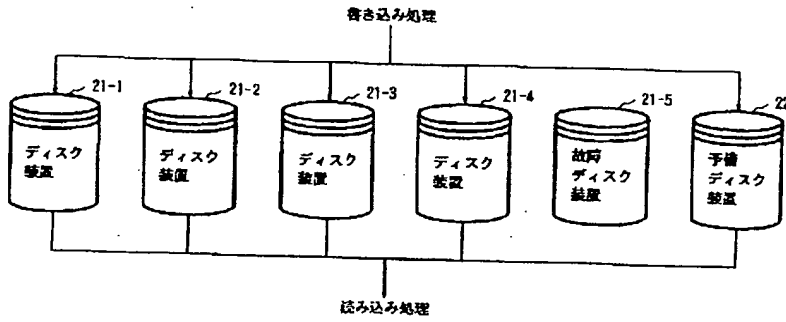 書き込み処理
21-1
21-2
21-3
21-4
21-5
22
ディスク
装置
ディスク
装置
ディスク
装置
ディスク
装置
故障
ディスク
装置
予備
ディスク
装置
読み込み処理